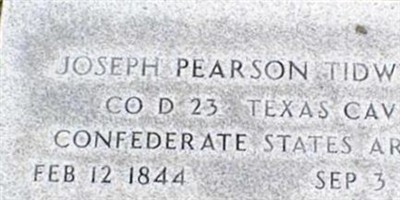 JOSEPH PEARSON TIDW
CO D 23 TEXAS CAV
CONFEDERATE STATES AR
FEB 12 1844 SEP 3